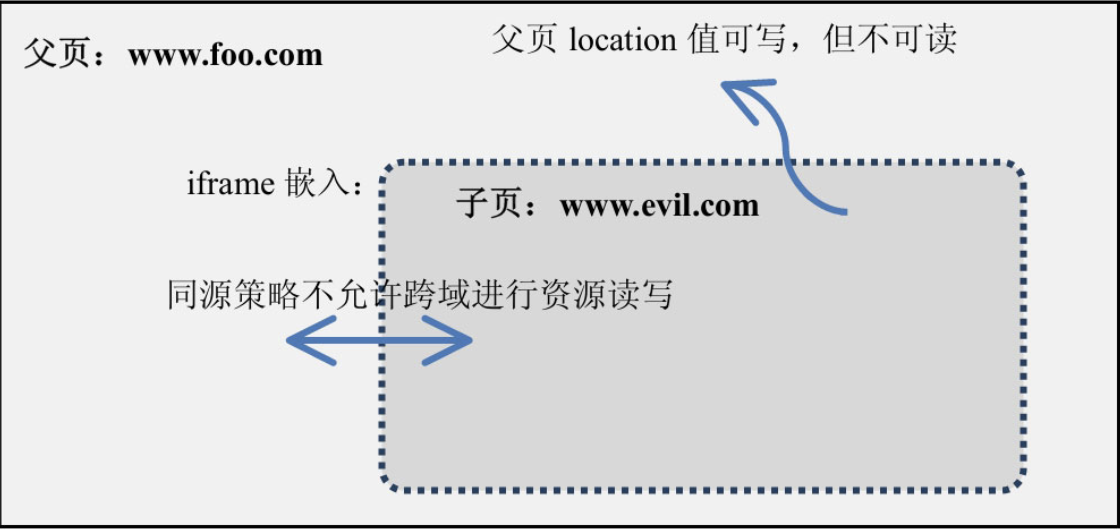 父页：www.foo.com
父页 location 值可写，但不可读
iframe 嵌入：
子页：www.evil.com
同源策略不允许跨域进行资源读写